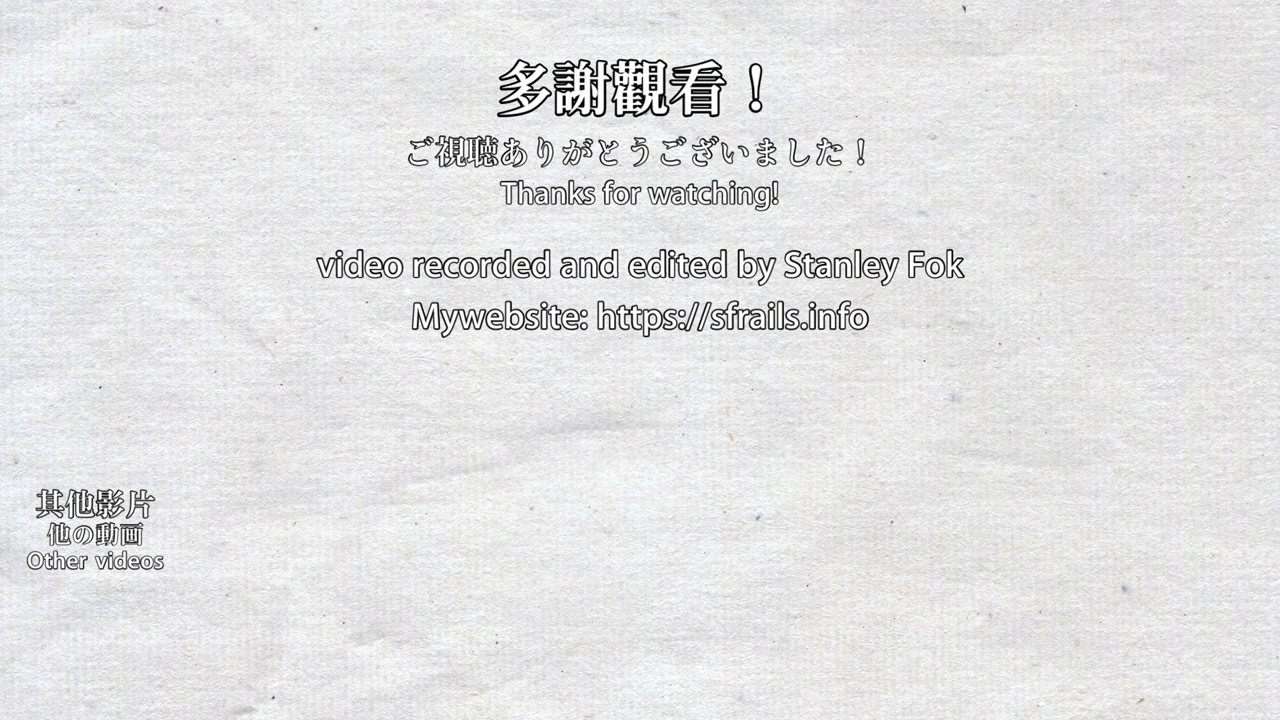 多謝觀看！
ご視聴ありがとうございました！
Thanks for watching!
video recorded and edited by Stanley Fok
Mywebsite: https://sfrails.info
其他影片
他の動画
Other videos